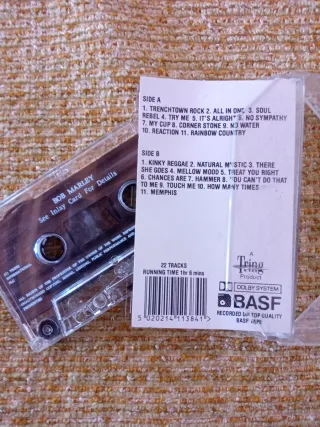 SIDE A
1. TRENCHTOWN ROCK 2. ALL IN ONE 3. SOUL
REBEL 4. TRY ME 5. IT'S ALRIGHT 6. NO SYMPATHY
7. MY CUP 8. CORNER STONE 9. NO WATER
10. REACTION 11. RAINBOW COUNTRY
SIDE B
1. KINKY REGGAE 2. NATURAL MYSTIC 3. THERE
SHE GOES 4. MELLOW MOOD 5. TREAT YOU RIGHT
6. CHANCES ARE 7. HAMMER 8. YOU CAN'T DO THAT
TO ME 9. TOUCH ME 10. HOW MANY TIMES
11. MEMPHIS
22 TRACKS
RUNNING TIME 1hr 6 mins
5 020214 113841 >
Tring
Product
DOLBY SYSTEM
BASF
RECORDED ON TOP QUALITY
BASF TAPE
BOB MARLEY
See Inlay Card For Details